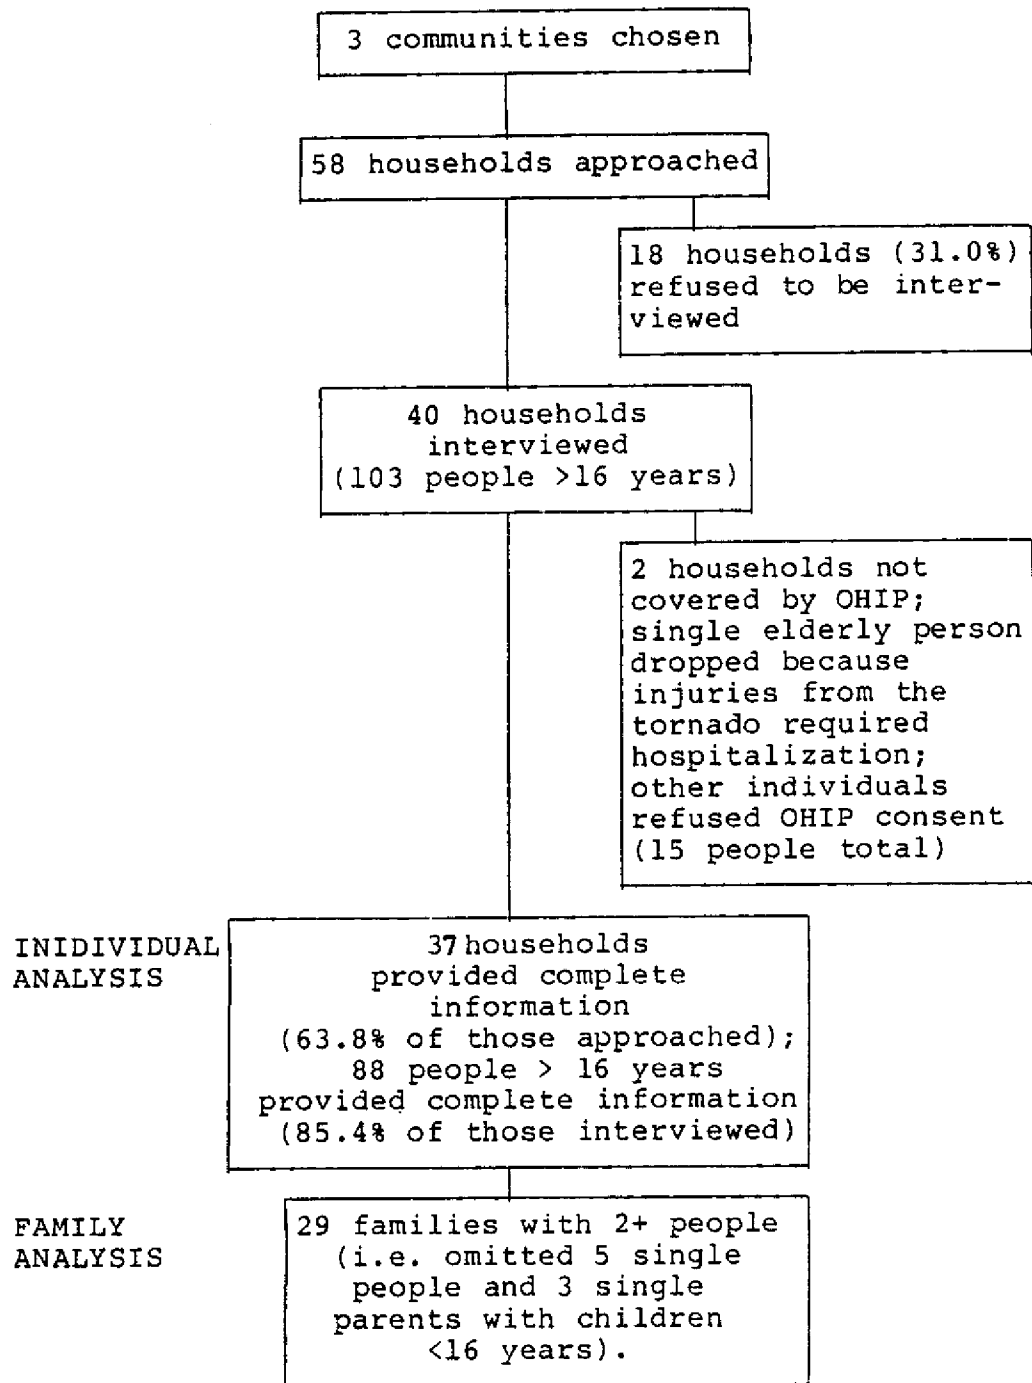 3 communities chosen
58 households approached
18 households (31.0%)
refused to be inter-
viewed
40 households
interviewed
(103 people >16 years)
2 households not
covered by OHIP;
single elderly person
dropped because
injuries from the
tornado required
hospitalization;
other individuals
refused OHIP consent
(15 people total)
INIDIVIDUAL
ANALYSIS
37 households
provided complete
information
(63.8% of those approached);
88 people > 16 years
provided complete information
(85.4% of those interviewed)
FAMILY
ANALYSIS
29 families with 2+ people
(i.e. omitted 5 single
people and 3 single
parents with children
<16 years).